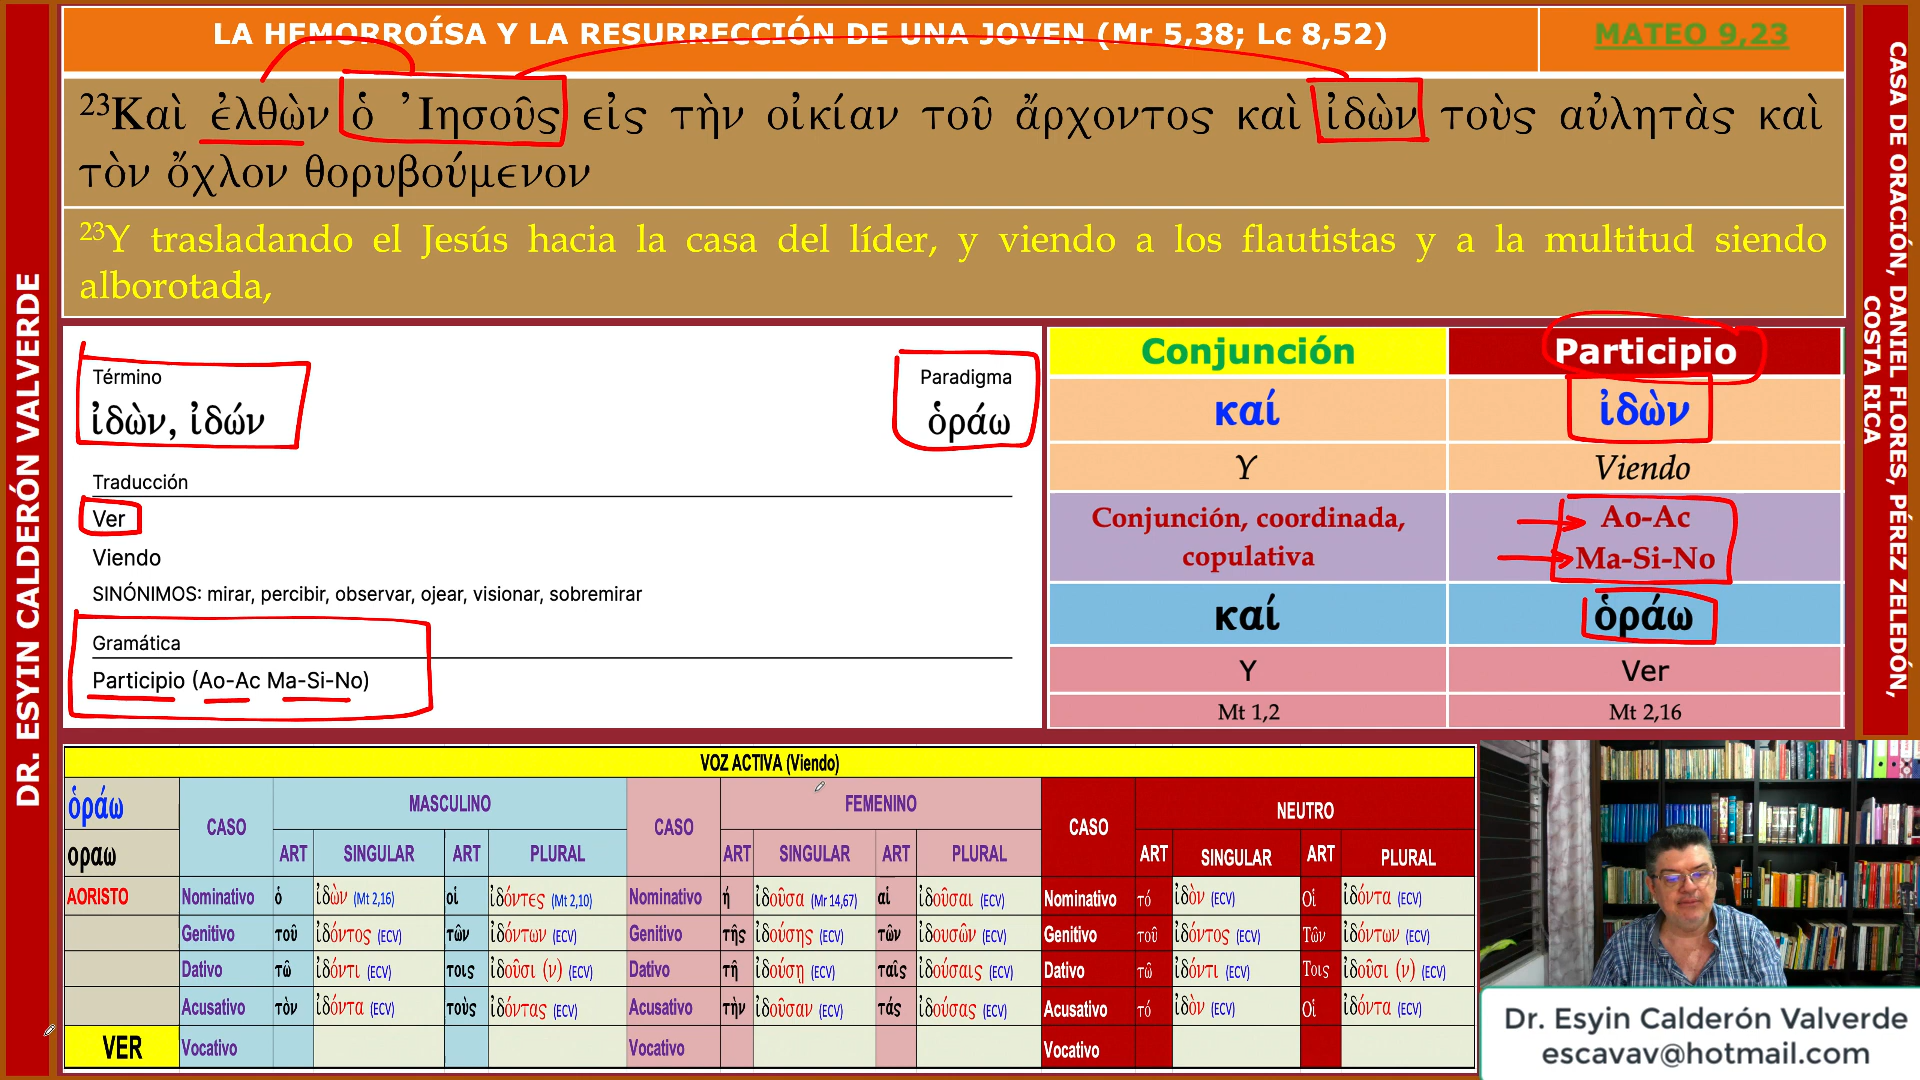 LA HEMORROÍSA Y LA RESURRECCIÓN DE UNA JOVEN (Mr 5,38; Lc 8,52)
MATEO 9,23
²³Καὶ ἐλθὼν ὁ Ἰησοῦς εἰς τὴν οἰκίαν τοῦ ἄρχοντος καὶ ἰδὼν τοὺς αὐλητὰς καὶ
τὸν ὄχλον θορυβούμενον
²³Y trasladando el Jesús hacia la casa del líder, y viendo a los flautistas y a la multitud siendo
alborotada,
DR. ESYIN CALDERÓN VALVERDE
CASA DE ORACIÓN, DANIEL FLORES, PÉREZ ZELEDÓN,
COSTA RICA
Término
ἰδὼν, ἰδών
Paradigma
ὁράω
Traducción
Ver
Viendo
SINÓNIMOS: mirar, percibir, observar, ojear, visionar, sobremirar
Gramática
Participio (Ao-Ac Ma-Si-No)
Conjunción Participio
καί ἰδὼν
Y Viendo
Conjunción, coordinada,
copulativa
Ao-Ac
Ma-Si-No
καί ὁράω
Y Ver
Mt 1,2 Mt 2,16
VOZ ACTIVA (Viendo)
ὁράω CASO MASCULINO CASO FEMENINO CASO NEUTRO
οραω ART SINGULAR ART PLURAL ART SINGULAR ART PLURAL ART SINGULAR ART PLURAL
AORISTO Nominativo ὁ ἰδὼν (Mt 2,16) οἱ ἰδόντες (Mt 2,10) Nominativo ἡ ἰδοῦσα (Mr 14,67) αἱ ἰδοῦσαι (ECV) Nominativo τό ἰδὸν (ECV) Οἱ ἰδόντα (ECV)
Genitivo τοῦ ἰδόντος (ECV) τῶν ἰδόντων (ECV) Genitivo τῆς ἰδούσης (ECV) τῶν ἰδουσῶν (ECV) Genitivo τοῦ ἰδόντος (ECV) Τῶν ἰδόντων (ECV)
Dativo τῶ ἰδόντι (ECV) τοις ἰδοῦσι (ν) (ECV) Dativo τῆ ἰδούσῃ (ECV) ταῖς ἰδούσαις (ECV) Dativo τῶ ἰδόντι (ECV) Τοις ἰδοῦσι (ν) (ECV)
Acusativo τὸν ἰδόντα (ECV) τοὺς ἰδόντας (ECV) Acusativo τὴν ἰδοῦσαν (ECV) τάς ἰδούσας (ECV) Acusativo τό ἰδὸν (ECV) Οἱ ἰδόντα (ECV)
VER Vocativo Vocativo Vocativo
Dr. Esyin Calderón Valverde
escavav@hotmail.com